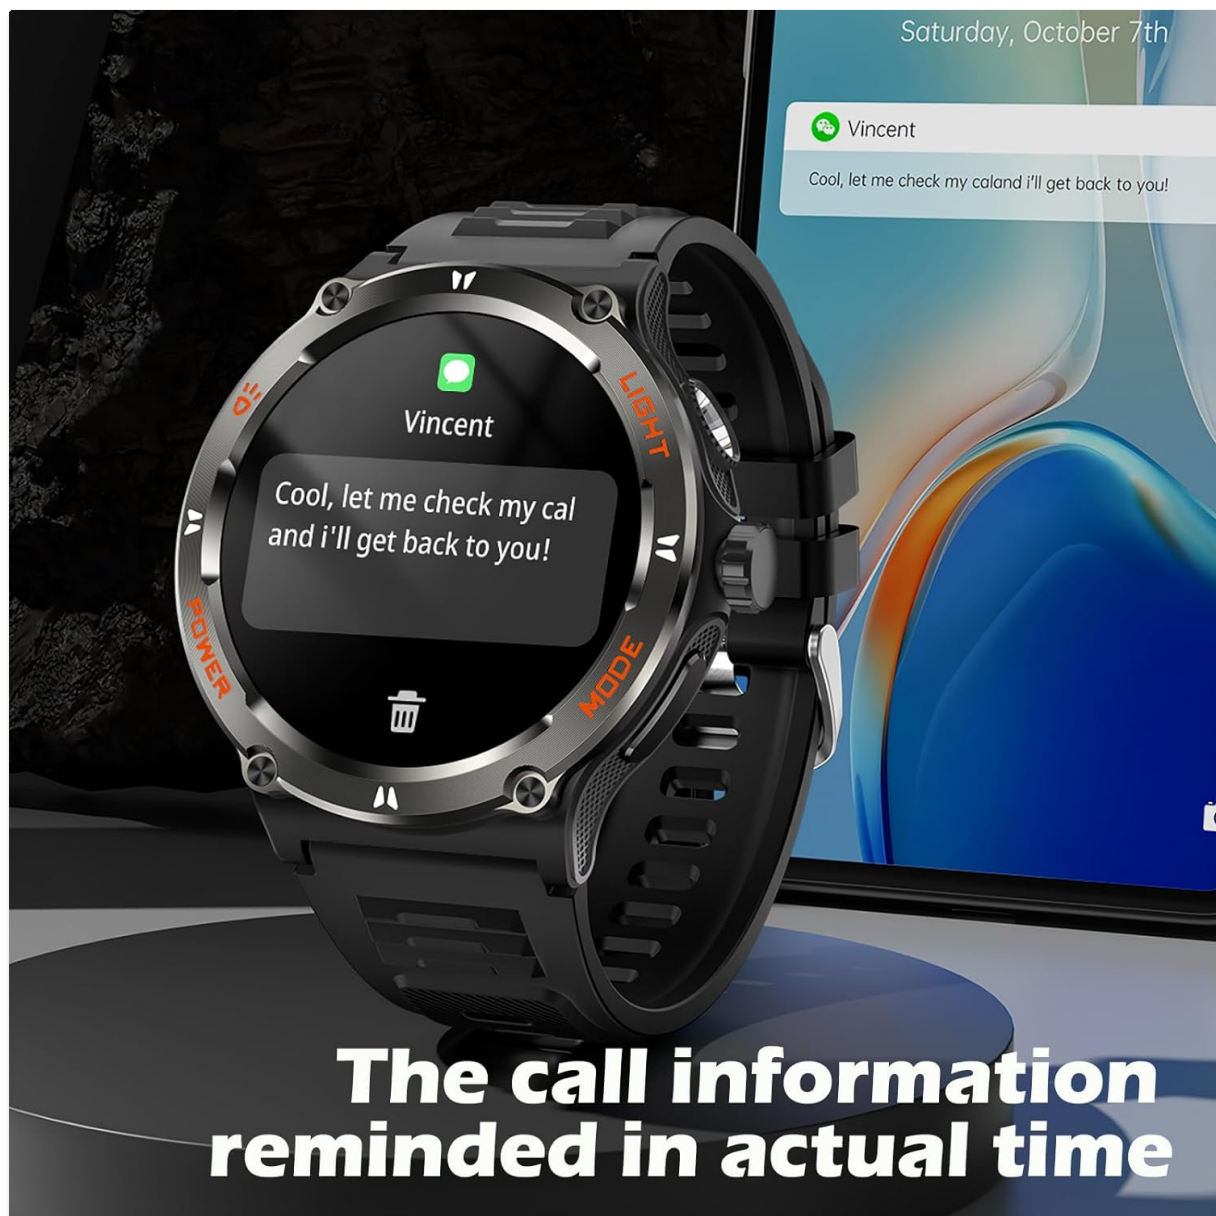 Saturday, October 7th
Vincent
Cool, let me check my caland i'll get back to you!
Vincent
Cool, let me check my cal
and i'll get back to you!
LIGHT
POWER
MODE
The call information
reminded in actual time